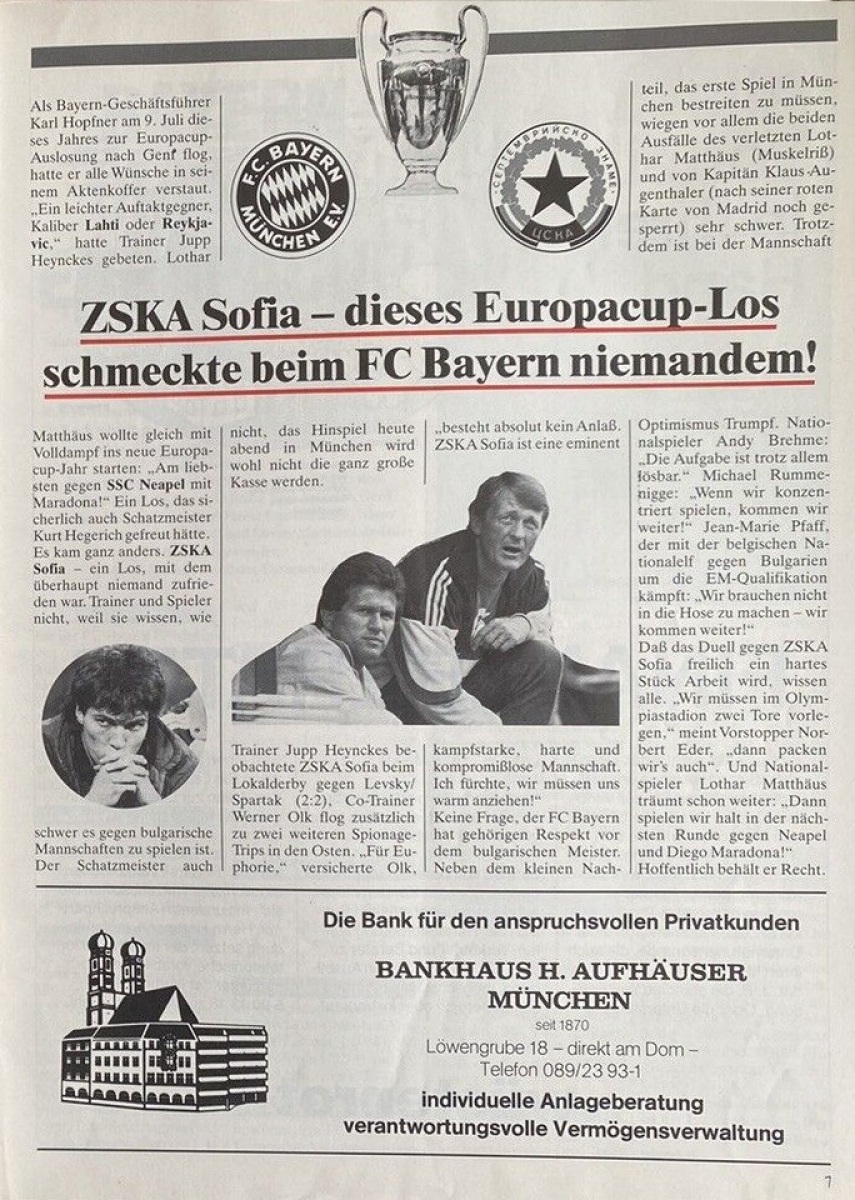 Als Bayern-Geschäftsführer
Karl Hopfner am 9. Juli die-
ses Jahres zur Europacup-
Auslosung nach Genf flog,
hatte er alle Wünsche in sei-
nem Aktenkoffer verstaut.
„Ein leichter Auftaktgegner,
Kaliber Lahti oder Reykja-
vic,“ hatte Trainer Jupp
Heynckes gebeten. Lothar
F.C. BAYERN
MÜNCHEN E.V.
СЕПТЕМВРИЙСКО ЗНАМЕ
ЦСКА
teil, das erste Spiel in Mün-
chen bestreiten zu müssen,
wiegen vor allem die beiden
Ausfälle des verletzten Lot-
har Matthäus (Muskelriß)
und von Kapitän Klaus Au-
genthaler (nach seiner roten
Karte von Madrid noch ge-
sperrt) sehr schwer. Trotz-
dem ist bei der Mannschaft
ZSKA Sofia – dieses Europacup-Los
schmeckte beim FC Bayern niemandem!
Matthäus wollte gleich mit
Volldampf ins neue Europa-
cup-Jahr starten: „Am lieb-
sten gegen SSC Neapel mit
Maradona!“ Ein Los, das si-
cherlich auch Schatzmeister
Kurt Hegerich gefreut hätte.
Es kam ganz anders. ZSKA
Sofia – ein Los, mit dem
überhaupt niemand zufrie-
den war. Trainer und Spieler
nicht, weil sie wissen, wie
schwer es gegen bulgarische
Mannschaften zu spielen ist.
Der Schatzmeister auch
nicht, das Hinspiel heute
abend in München wird
wohl nicht die ganz große
Kasse werden.
Trainer Jupp Heynckes be-
obachtete ZSKA Sofia beim
Lokalderby gegen Levsky/
Spartak (2:2), Co-Trainer
Werner Olk flog zusätzlich
zu zwei weiteren Spionage-
Trips in den Osten. „Für Eu-
phorie,“ versicherte Olk,
„besteht absolut kein Anlaß.
ZSKA Sofia ist eine eminent
kampfstarke, harte und
kompromißlose Mannschaft.
Ich fürchte, wir müssen uns
warm anziehen!“
Keine Frage, der FC Bayern
hat gehörigen Respekt vor
dem bulgarischen Meister.
Neben dem kleinen Nach-
Optimismus Trumpf. Natio-
nalspieler Andy Brehme:
„Die Aufgabe ist trotz allem
lösbar.“ Michael Rumme-
nigge: „Wenn wir konzen-
triert spielen, kommen wir
weiter!“ Jean-Marie Pfaff,
der mit der belgischen Na-
tionalelf gegen Bulgarien
um die EM-Qualifikation
kämpft: „Wir brauchen nicht
in die Hose zu machen – wir
kommen weiter!“
Daß das Duell gegen ZSKA
Sofia freilich ein hartes
Stück Arbeit wird, wissen
alle. „Wir müssen im Olym-
piastadion zwei Tore vorle-
gen,“ meint Vorstopper Nor-
bert Eder, „dann packen
wir's auch“. Und National-
spieler Lothar Matthäus
träumt schon weiter: „Dann
spielen wir halt in der näch-
sten Runde gegen Neapel
und Diego Maradona!“
Hoffentlich behält er Recht.
Die Bank für den anspruchsvollen Privatkunden
BANKHAUS H. AUFHÄUSER
MÜNCHEN
seit 1870
Löwengrube 18 – direkt am Dom –
Telefon 089/23 93-1
individuelle Anlageberatung
verantwortungsvolle Vermögensverwaltung
7